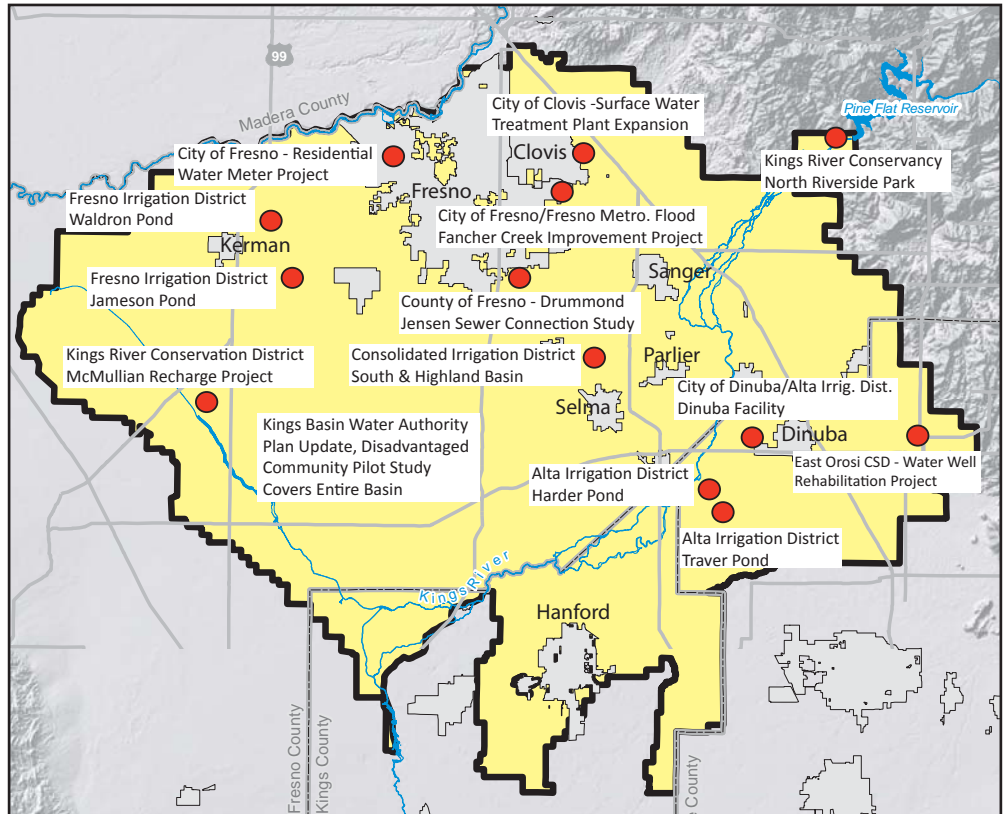 99
Madera County
Pine Flat Reservoir
City of Clovis -Surface Water
Treatment Plant Expansion
Clovis
City of Fresno - Residential
Water Meter Project
Kings River Conservancy
North Riverside Park
Fresno
Fresno Irrigation District
Waldron Pond
City of Fresno/Fresno Metro. Flood
Fancher Creek Improvement Project
Kerman
Sanger
Fresno Irrigation District
Jameson Pond
County of Fresno - Drummond
Jensen Sewer Connection Study
Kings River Conservation District
McMullian Recharge Project
Consolidated Irrigation District
South & Highland Basin
Parlier
City of Dinuba/Alta Irrig. Dist.
Dinuba Facility
Selma
Kings Basin Water Authority
Plan Update, Disadvantaged
Community Pilot Study
Covers Entire Basin
Dinuba
East Orosi CSD - Water Well
Rehabilitation Project
Alta Irrigation District
Harder Pond
Alta Irrigation District
Traver Pond
Kings River
Hanford
Fresno County
Kings County
County